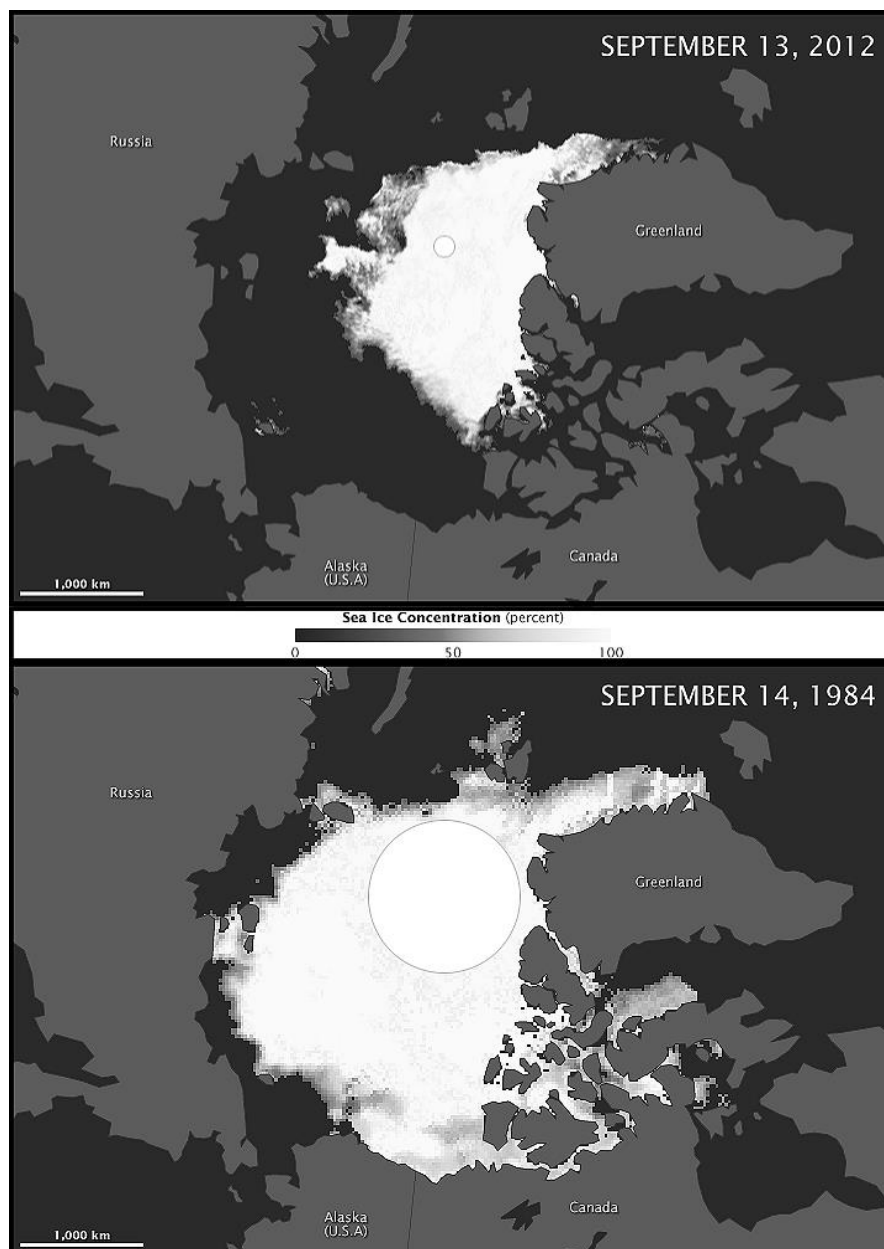 SEPTEMBER 13, 2012
Russia
Greenland
Alaska
(U.S.A)
Canada
1,000 km
Sea Ice Concentration (percent)
0 50 100
SEPTEMBER 14, 1984
Russia
Greenland
Alaska
(U.S.A)
Canada
1,000 km